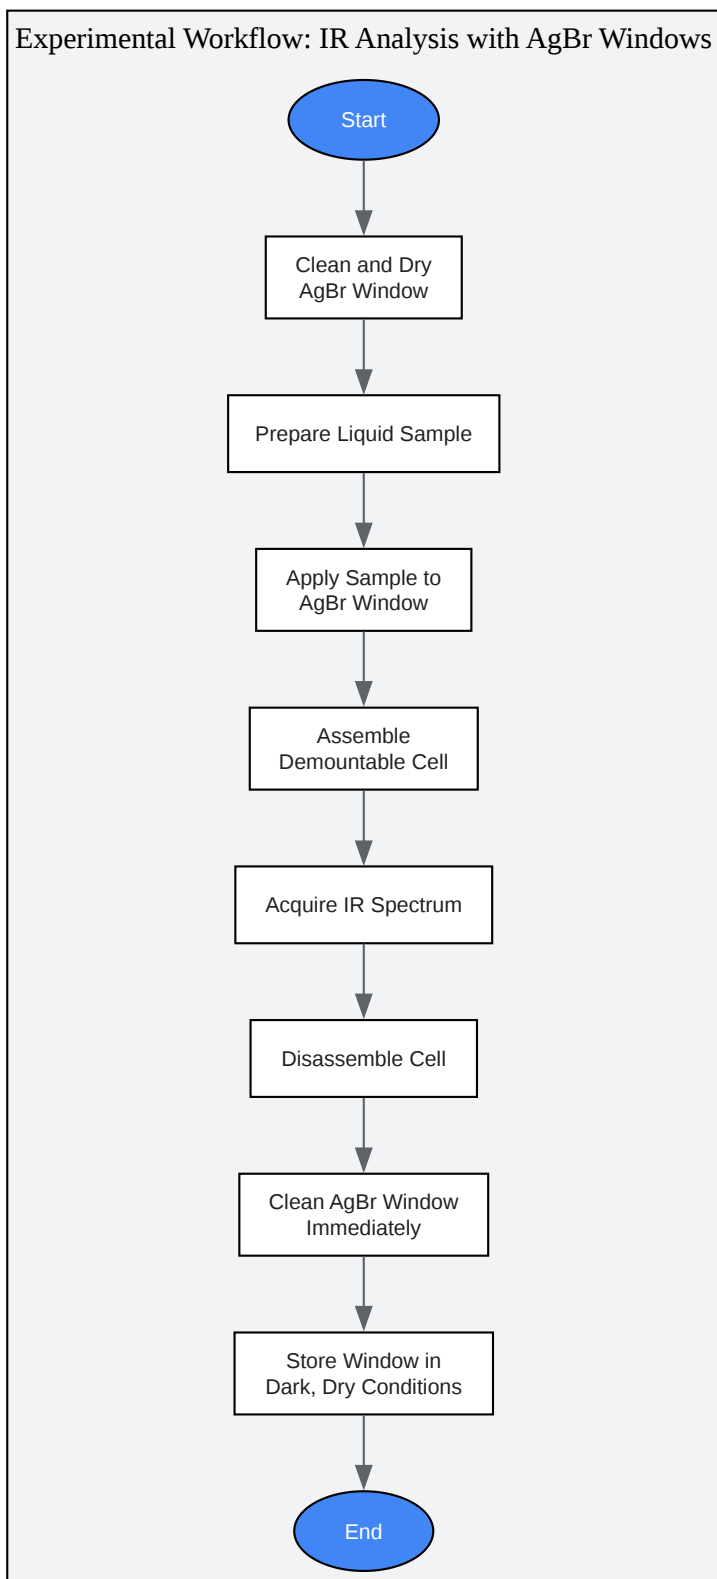 Experimental Workflow: IR Analysis with AgBr Windows
Start
Clean and Dry
AgBr Window
Prepare Liquid Sample
Apply Sample to
AgBr Window
Assemble
Demountable Cell
Acquire IR Spectrum
Disassemble Cell
Clean AgBr Window
Immediately
Store Window in
Dark, Dry Conditions
End